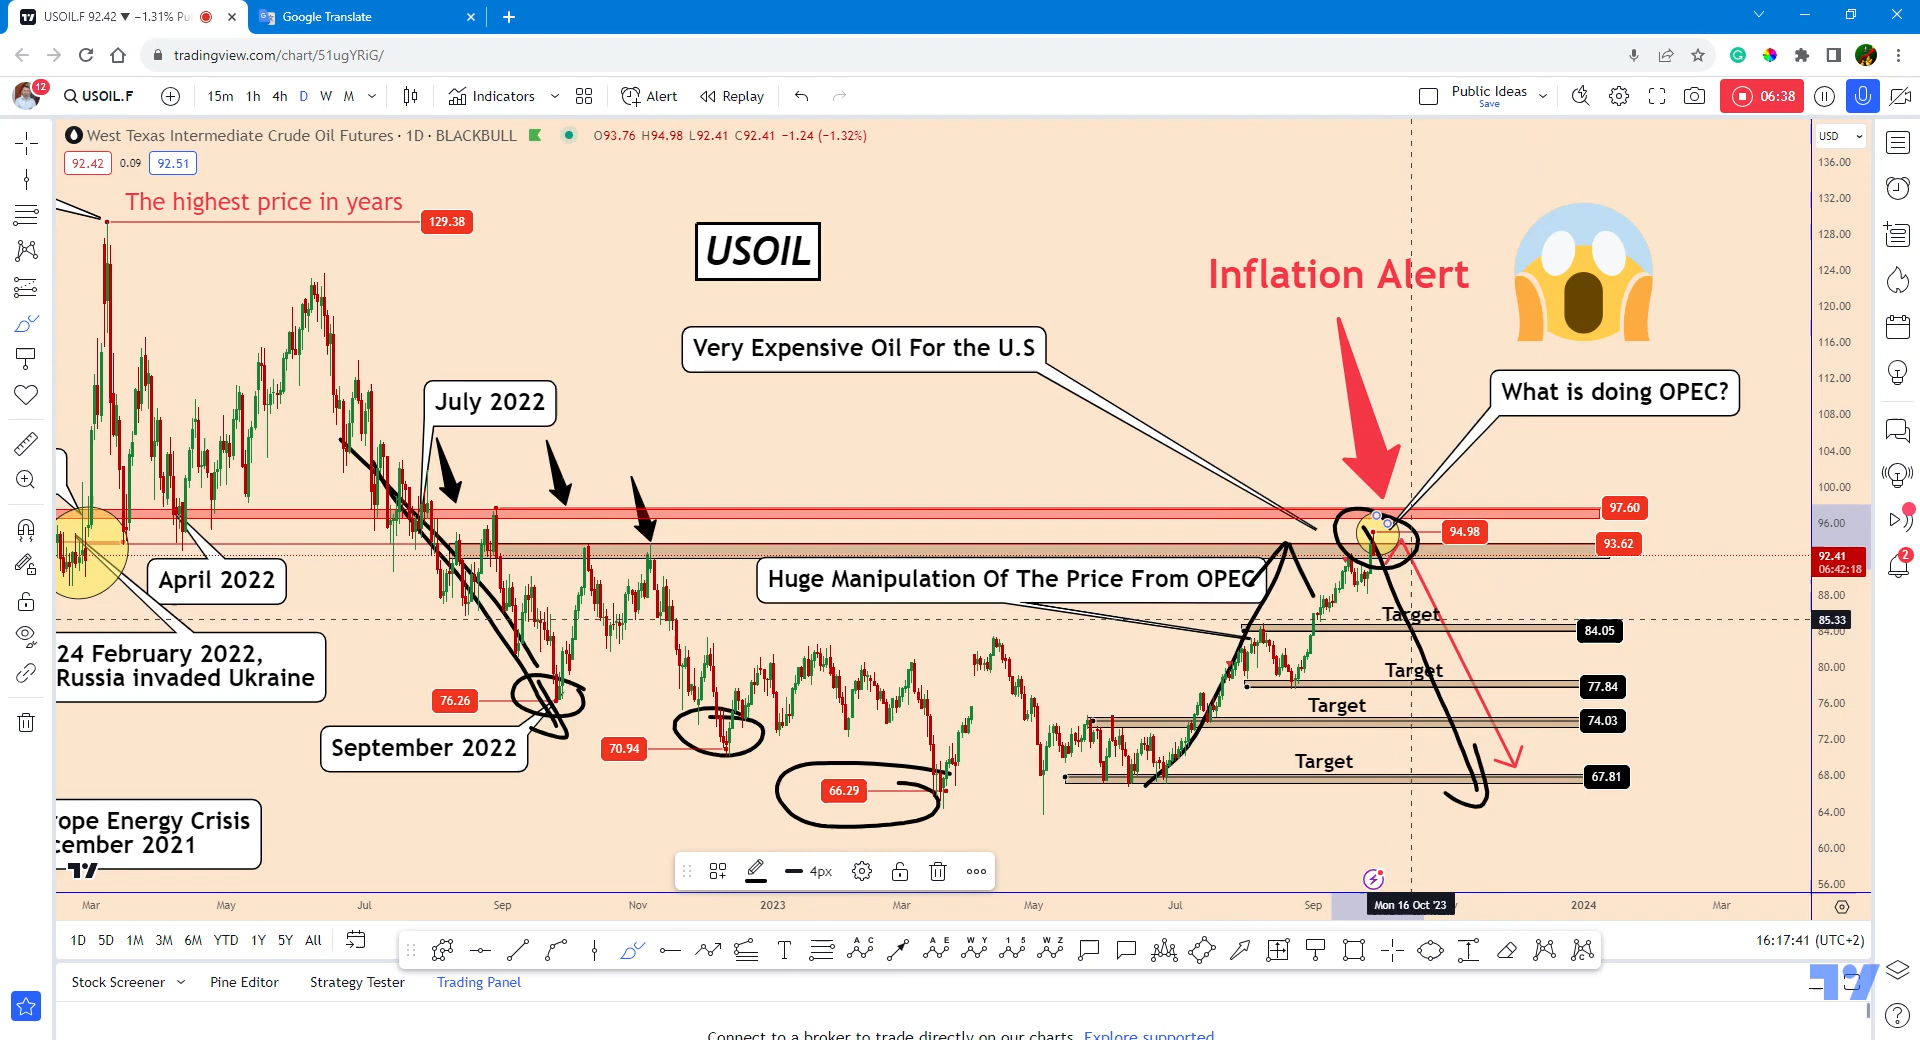 USOIL.F 92.42 ▼ −1.31%
Google Translate
tradingview.com/chart/51ugYRiG/
12
USOIL.F
15m 1h 4h D W M
Indicators
Alert
Replay
Public Ideas
Save
06:38
West Texas Intermediate Crude Oil Futures · 1D · BLACKBULL
O93.76 H94.98 L92.41 C92.41 −1.24 (−1.32%)
USD
92.42 0.09 92.51
The highest price in years
129.38
USOIL
Inflation Alert
Very Expensive Oil For the U.S
What is doing OPEC?
July 2022
97.60
94.98
93.62
April 2022
Huge Manipulation Of The Price From OPEC
Target
84.05
24 February 2022,
Russia invaded Ukraine
Target
77.84
76.26
Target
74.03
September 2022
70.94
Target
67.81
66.29
rope Energy Crisis
cember 2021
136.00
132.00
128.00
124.00
120.00
116.00
112.00
108.00
104.00
100.00
96.00
92.41
06:42:18
88.00
85.33
84.00
80.00
76.00
72.00
68.00
64.00
60.00
56.00
2
4px
Mar May Jul Sep Nov 2023 Mar May Jul Sep Mon 16 Oct '23 2024 Mar
1D 5D 1M 3M 6M YTD 1Y 5Y All
16:17:41 (UTC+2)
Stock Screener Pine Editor Strategy Tester Trading Panel
Connect to a broker to trade directly on our charts. Explore supported